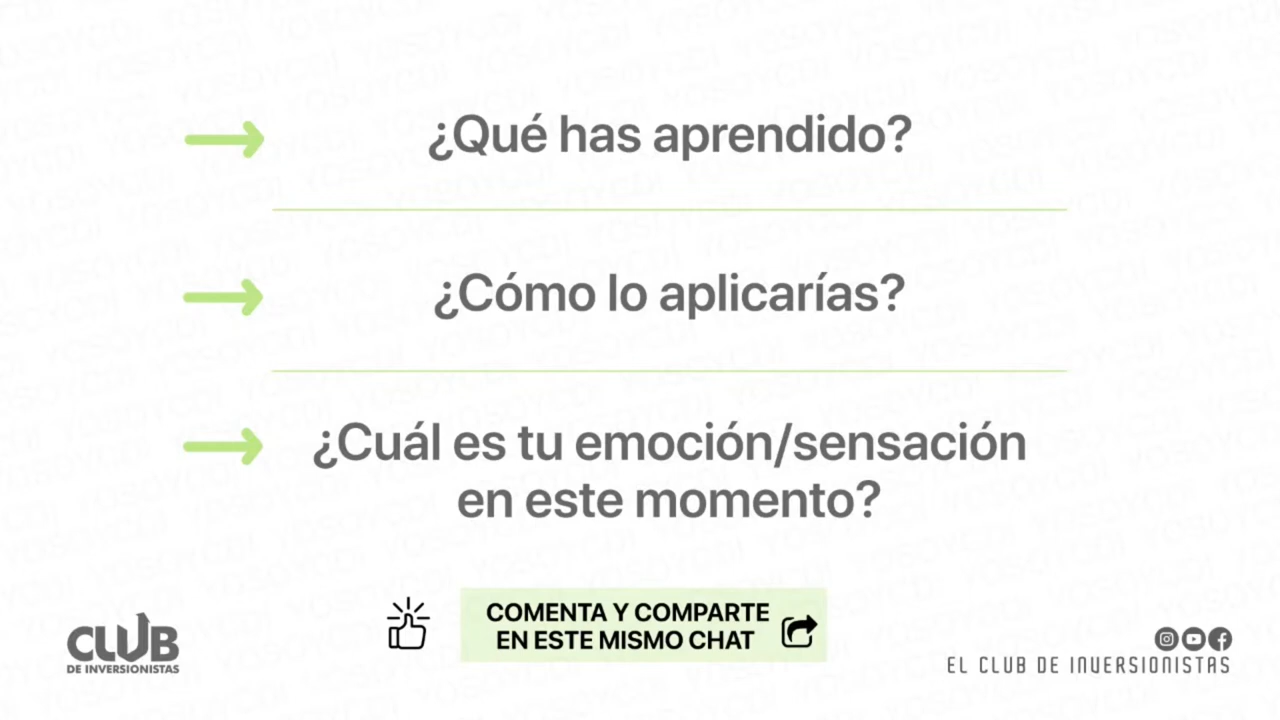 ¿Qué has aprendido?
¿Cómo lo aplicarías?
¿Cuál es tu emoción/sensación
en este momento?
COMENTA Y COMPARTE
EN ESTE MISMO CHAT
CLUB
DE INVERSIONISTAS
EL CLUB DE INVERSIONISTAS